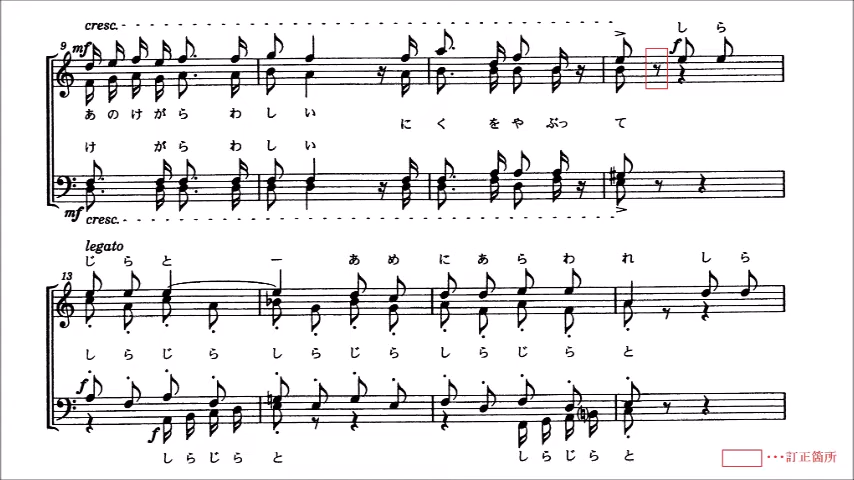 cresc.
しら
9 mf f
あのけがら わ しい
に く を や ぶっ て
け がら わ しい
mf cresc.
legato
じらと ー あめにあらわれ しら
13
しらじら しらじら しらじら と
f
f
しらじら と しらじら と
・・・訂正箇所